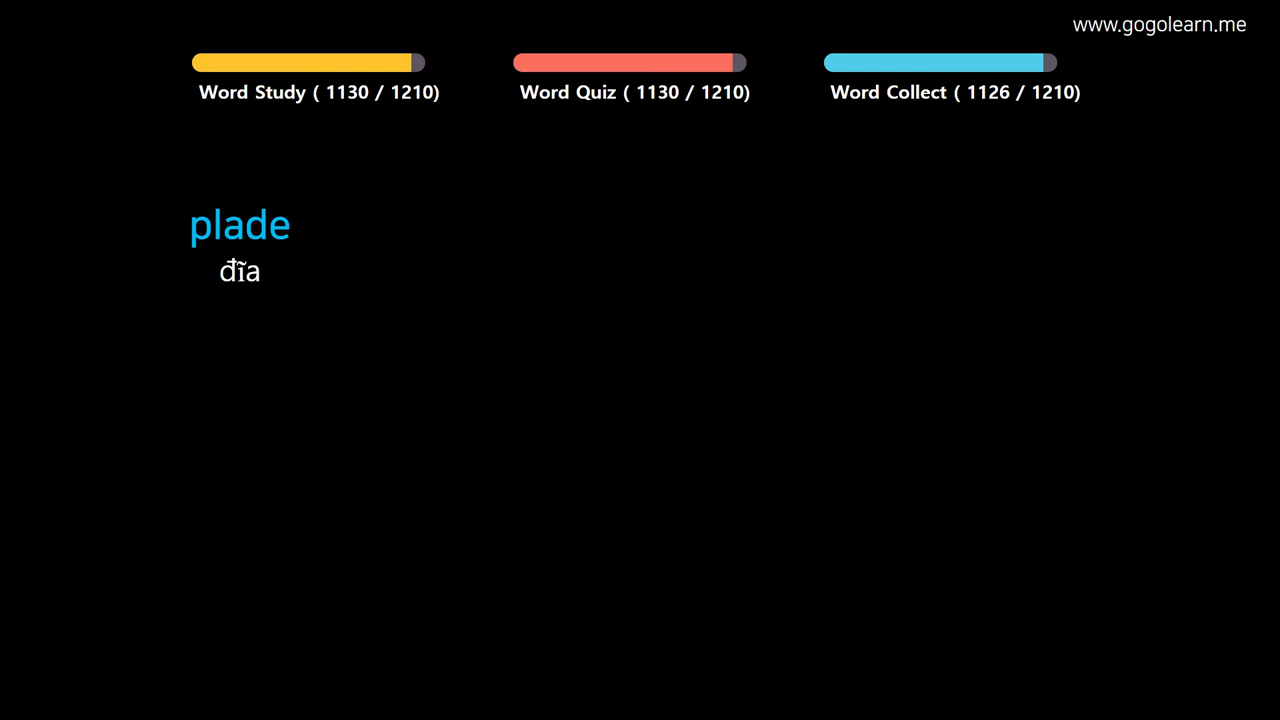 www.gogolearn.me
Word Study ( 1130 / 1210)
Word Quiz ( 1130 / 1210)
Word Collect ( 1126 / 1210)
plade
đĩa